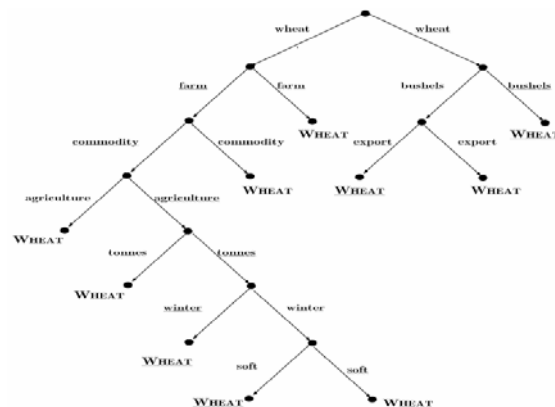 wheat wheat
farm farm bushels bushels
WHEAT WHEAT
commodity commodity export export
WHEAT WHEAT WHEAT
agriculture agriculture
WHEAT
tonnes tonnes
WHEAT
winter winter
WHEAT
soft soft
WHEAT WHEAT